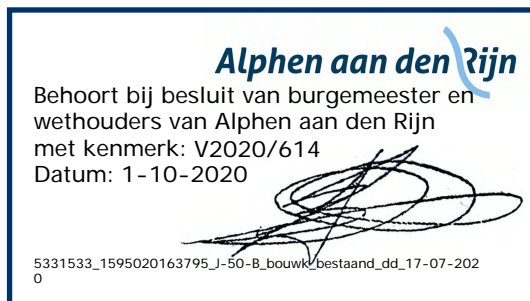 Alphen aan den Rijn
Behoort bij besluit van burgemeester en
wethouders van Alphen aan den Rijn
met kenmerk: V2020/614
Datum: 1-10-2020
5331533_1595020163795_J-50-B_bouwk_bestaand_dd_17-07-202
0